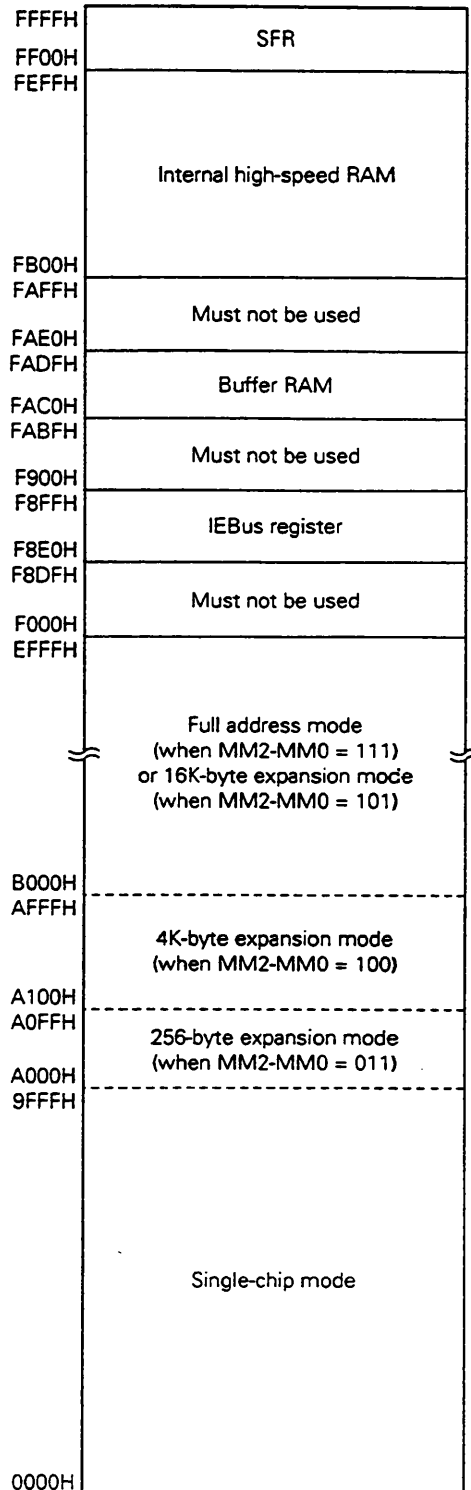 FFFFH
SFR
FF00H
FEFFH
Internal high-speed RAM
FB00H
FAFFH
Must not be used
FAE0H
FADFH
Buffer RAM
FAC0H
FABFH
Must not be used
F900H
F8FFH
IEBus register
F8E0H
F8DFH
Must not be used
F000H
EFFFH
Full address mode
(when MM2-MM0 = 111)
or 16K-byte expansion mode
(when MM2-MM0 = 101)
B000H
AFFFH
4K-byte expansion mode
(when MM2-MM0 = 100)
A100H
A0FFH
256-byte expansion mode
(when MM2-MM0 = 011)
A000H
9FFFH
Single-chip mode
0000H